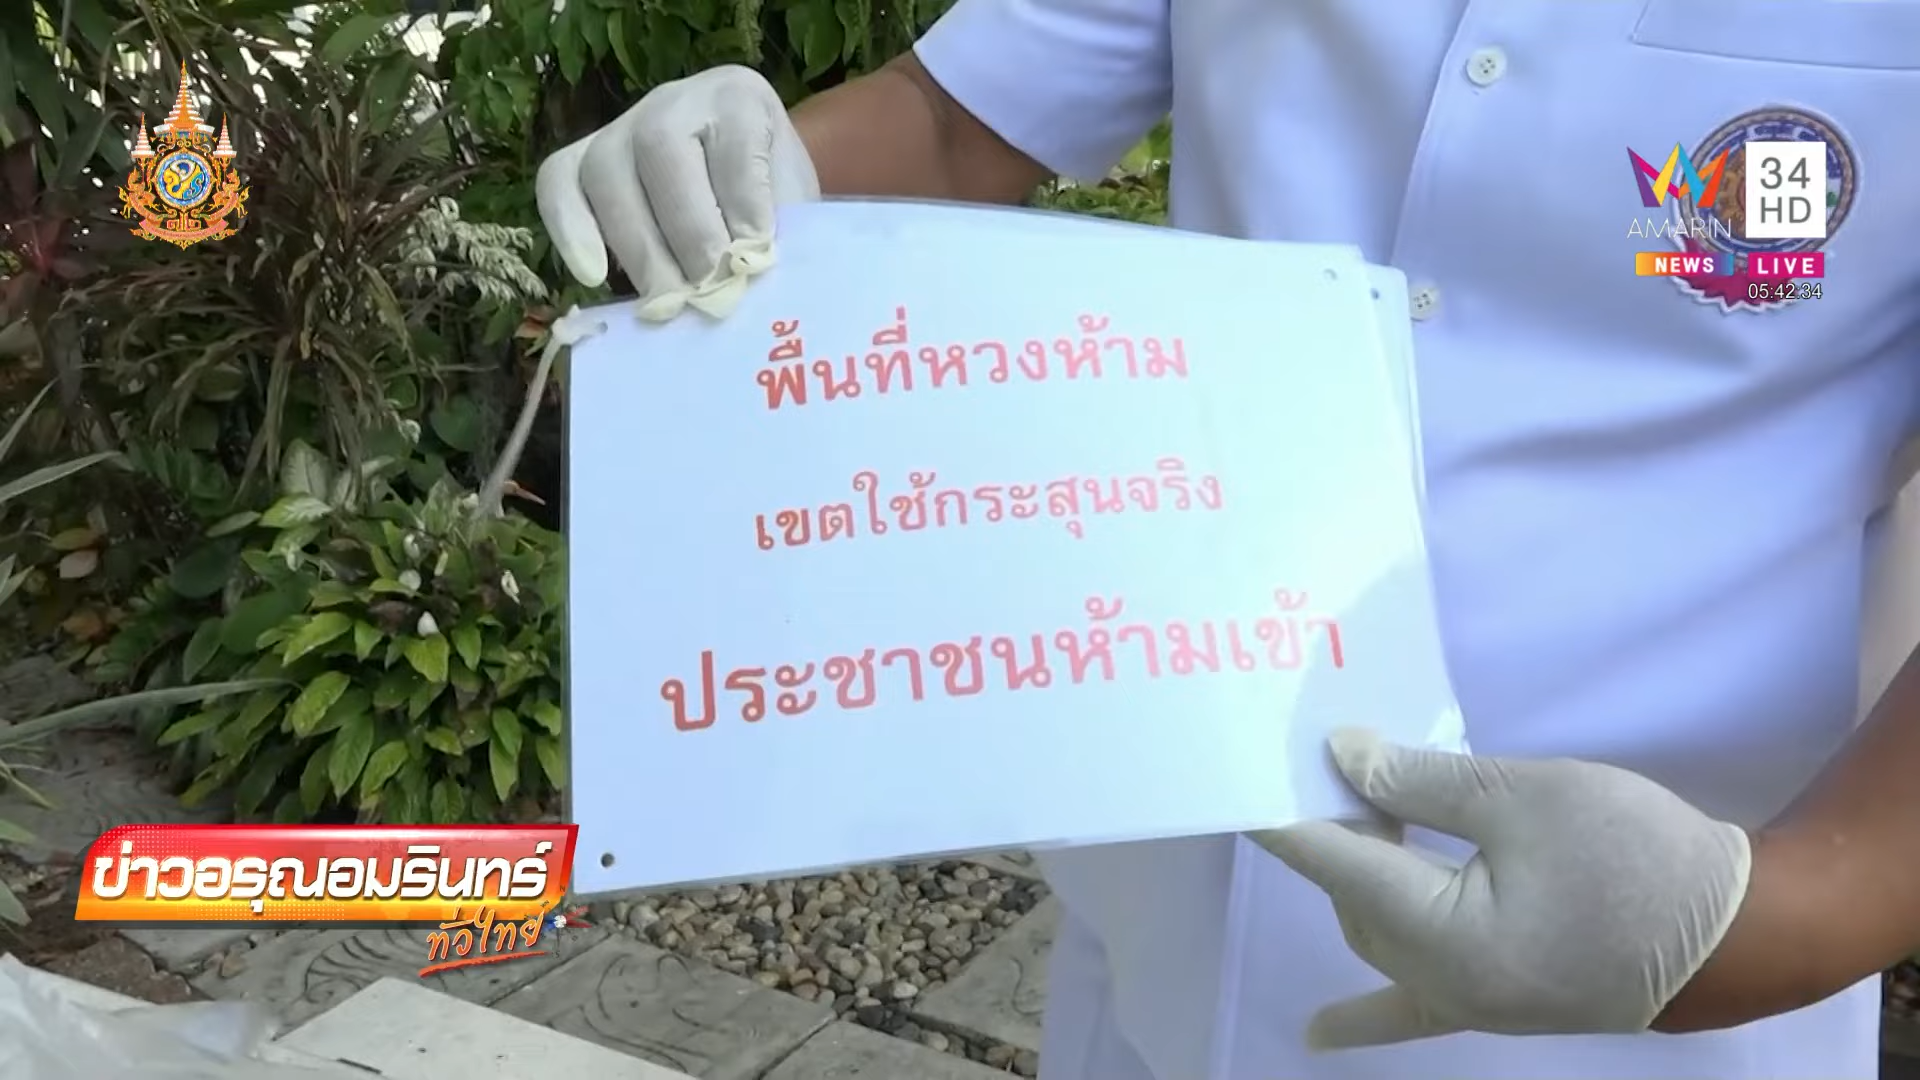 AMARIN
34
HD
NEWS
LIVE
05:42:34
พื้นที่หวงห้าม
เขตใช้กระสุนจริง
ประชาชนห้ามเข้า
ข่าวอรุณอมรินทร์
ทั่วไทย